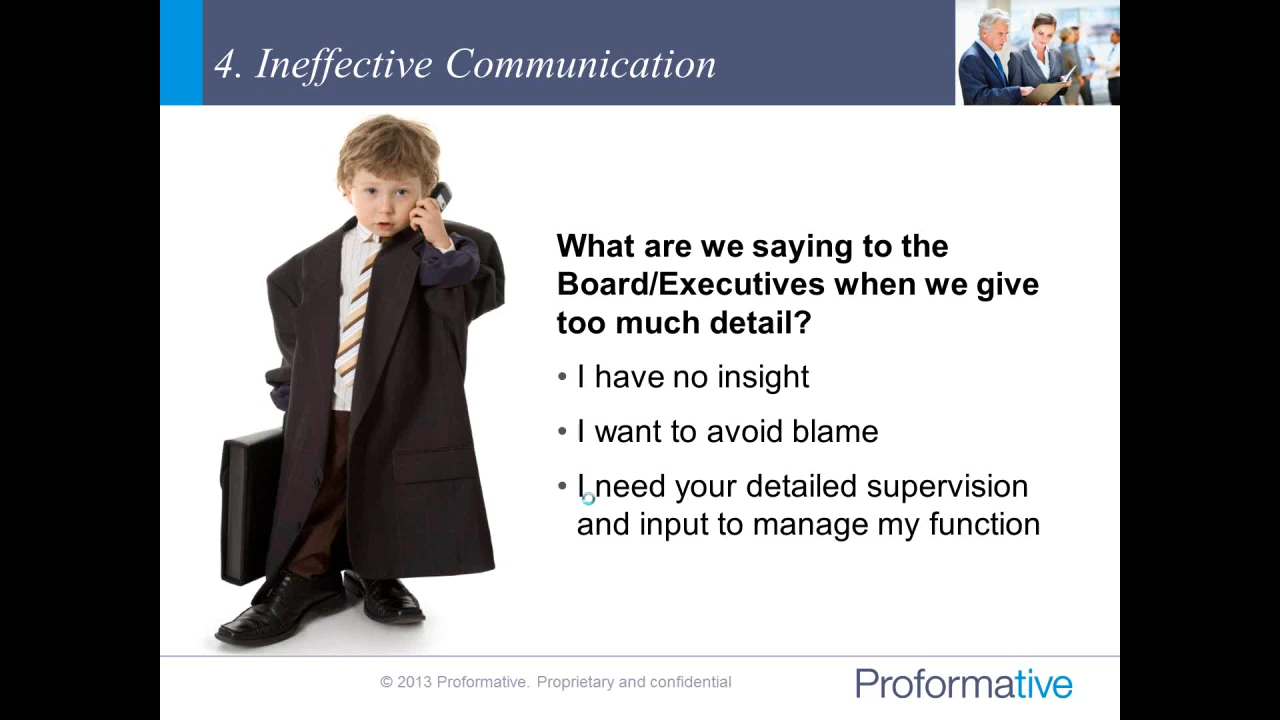 4. Ineffective Communication
What are we saying to the
Board/Executives when we give
too much detail?
• I have no insight
• I want to avoid blame
• I need your detailed supervision
and input to manage my function
© 2013 Proformative. Proprietary and confidential
Proformative